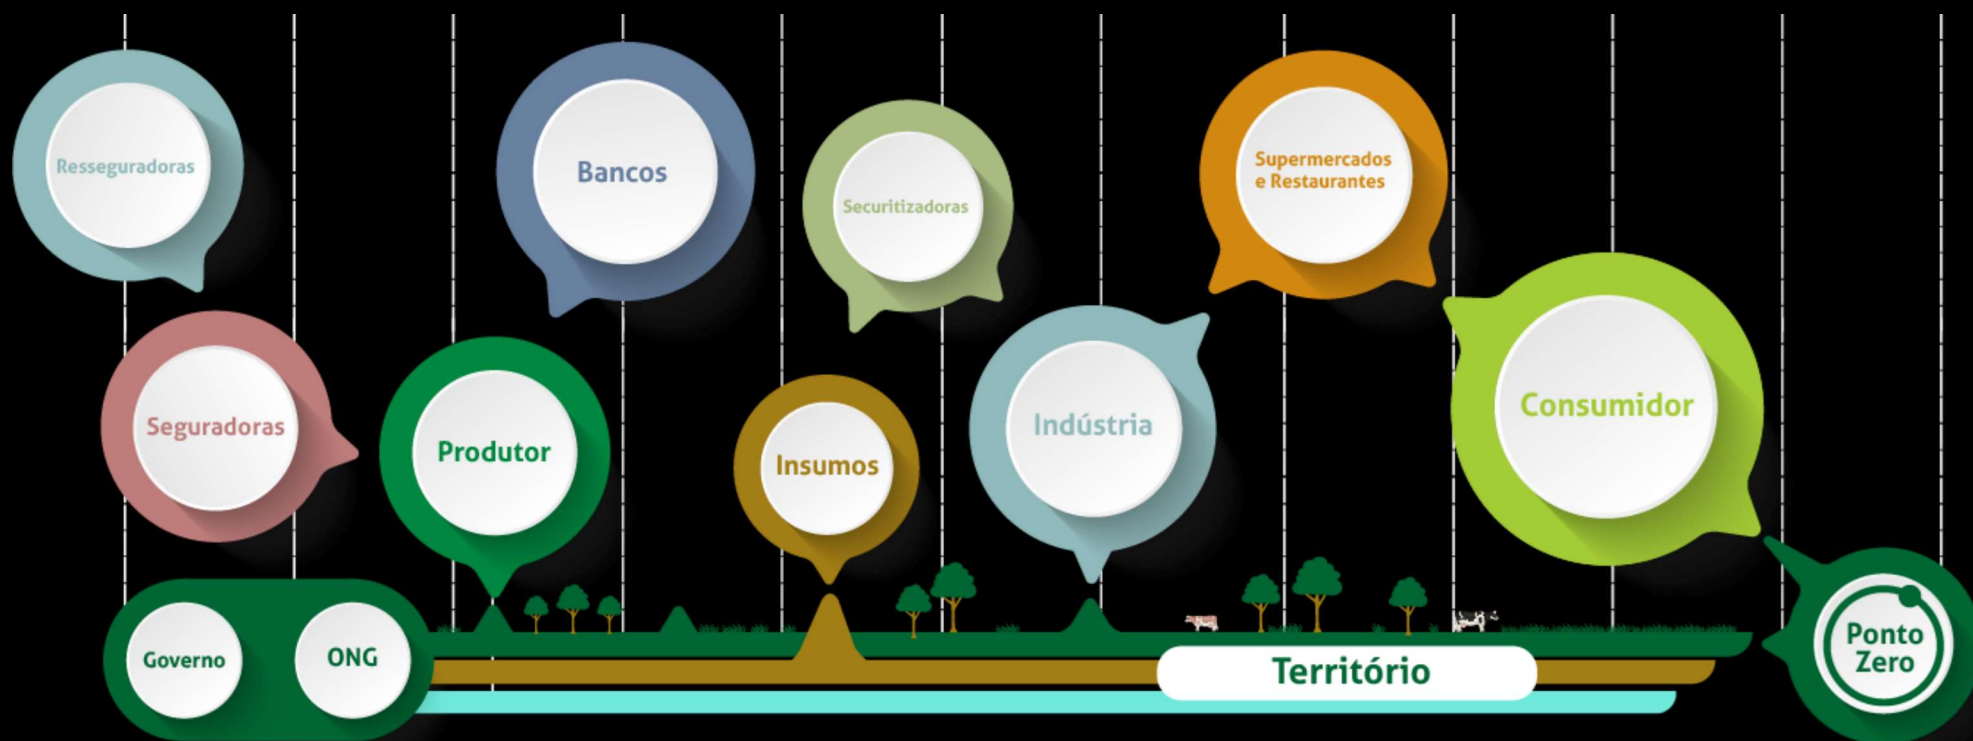 Resseguradoras
Bancos
Securitizadoras
Supermercados
e Restaurantes
Seguradoras
Produtor
Insumos
Indústria
Consumidor
Governo
ONG
Território
Ponto
Zero